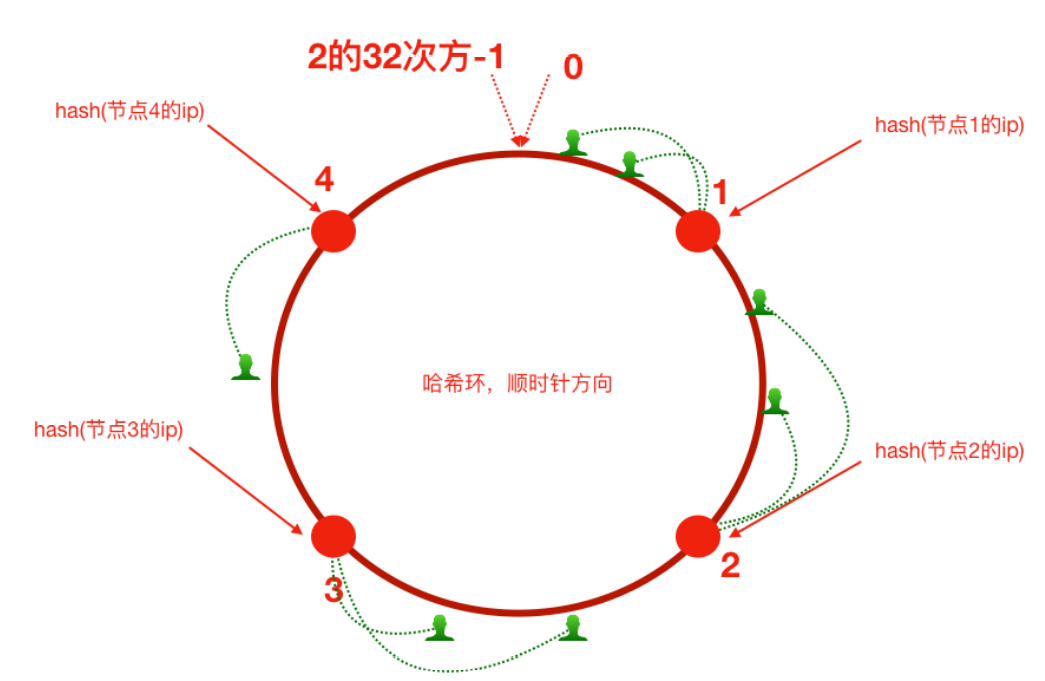 2的32次方-1
0
hash(节点4的ip)
hash(节点1的ip)
4
1
哈希环，顺时针方向
hash(节点3的ip)
hash(节点2的ip)
2
3